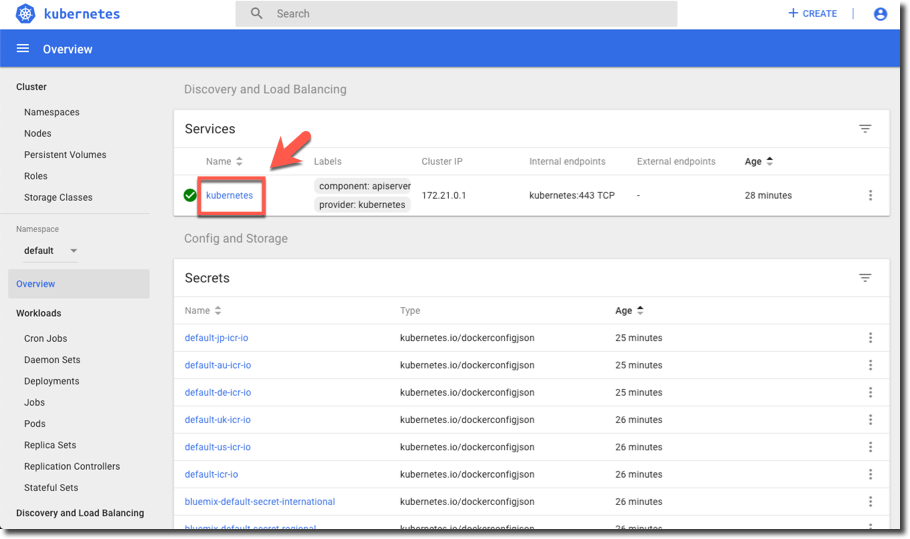 kubernetes
Search
+ CREATE
Overview
Cluster
Namespaces
Nodes
Persistent Volumes
Roles
Storage Classes
Namespace
default
Overview
Workloads
Cron Jobs
Daemon Sets
Deployments
Jobs
Pods
Replica Sets
Replication Controllers
Stateful Sets
Discovery and Load Balancing
Discovery and Load Balancing
Services
Name Labels Cluster IP Internal endpoints External endpoints Age
kubernetes component: apiserver provider: kubernetes 172.21.0.1 kubernetes:443 TCP - 28 minutes
Config and Storage
Secrets
Name Type Age
default-jp-icr-io kubernetes.io/dockerconfigjson 25 minutes
default-au-icr-io kubernetes.io/dockerconfigjson 25 minutes
default-de-icr-io kubernetes.io/dockerconfigjson 25 minutes
default-uk-icr-io kubernetes.io/dockerconfigjson 26 minutes
default-us-icr-io kubernetes.io/dockerconfigjson 26 minutes
default-icr-io kubernetes.io/dockerconfigjson 26 minutes
bluemix-default-secret-international kubernetes.io/dockerconfigjson 26 minutes
bluemix-default-secret-regional kubernetes.io/dockerconfigjson 26 minutes